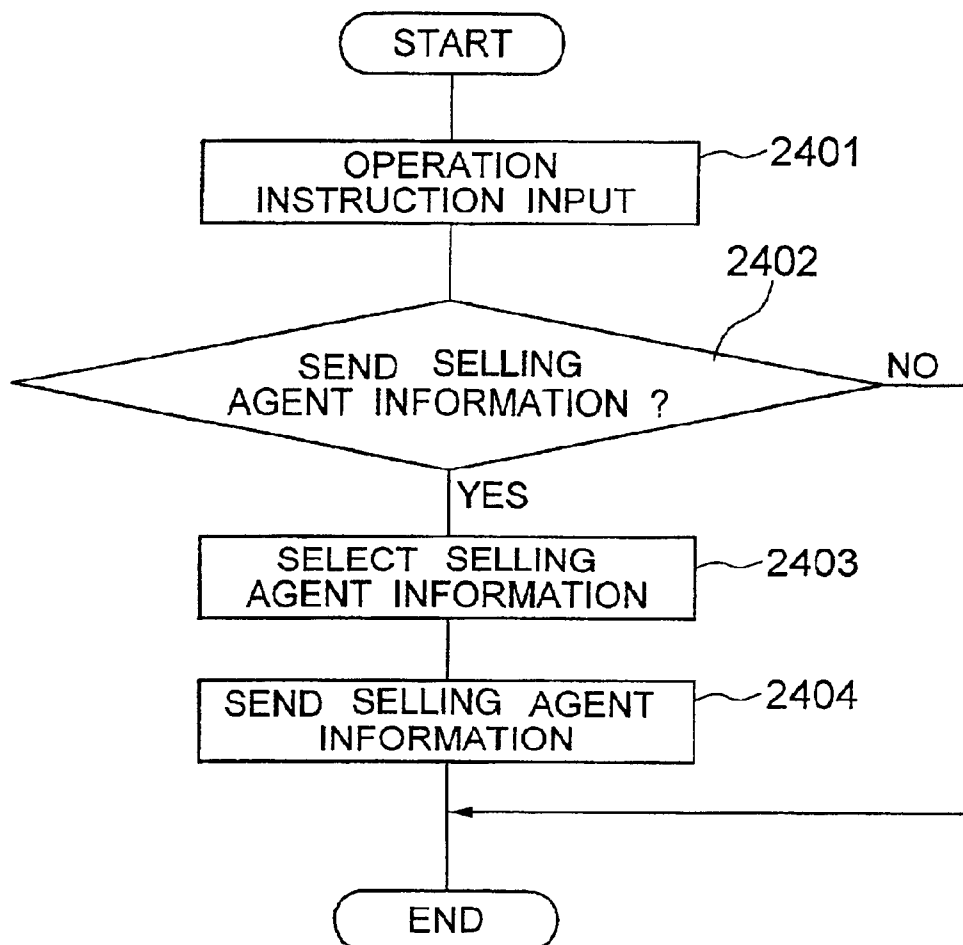 START
OPERATION
INSTRUCTION INPUT
2401
2402
SEND SELLING
AGENT INFORMATION ?
NO
YES
SELECT SELLING
AGENT INFORMATION
2403
SEND SELLING AGENT
INFORMATION
2404
END